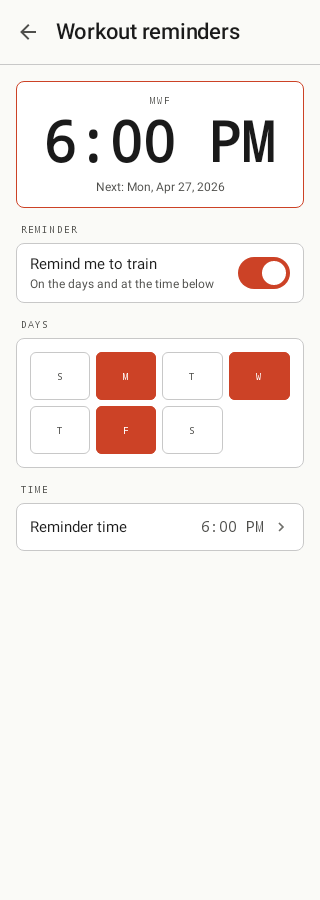 Workout reminders
MWF
6:00 PM
Next: Mon, Apr 27, 2026
REMINDER
Remind me to train
On the days and at the time below
DAYS
S M T W
T F S
TIME
Reminder time 6:00 PM